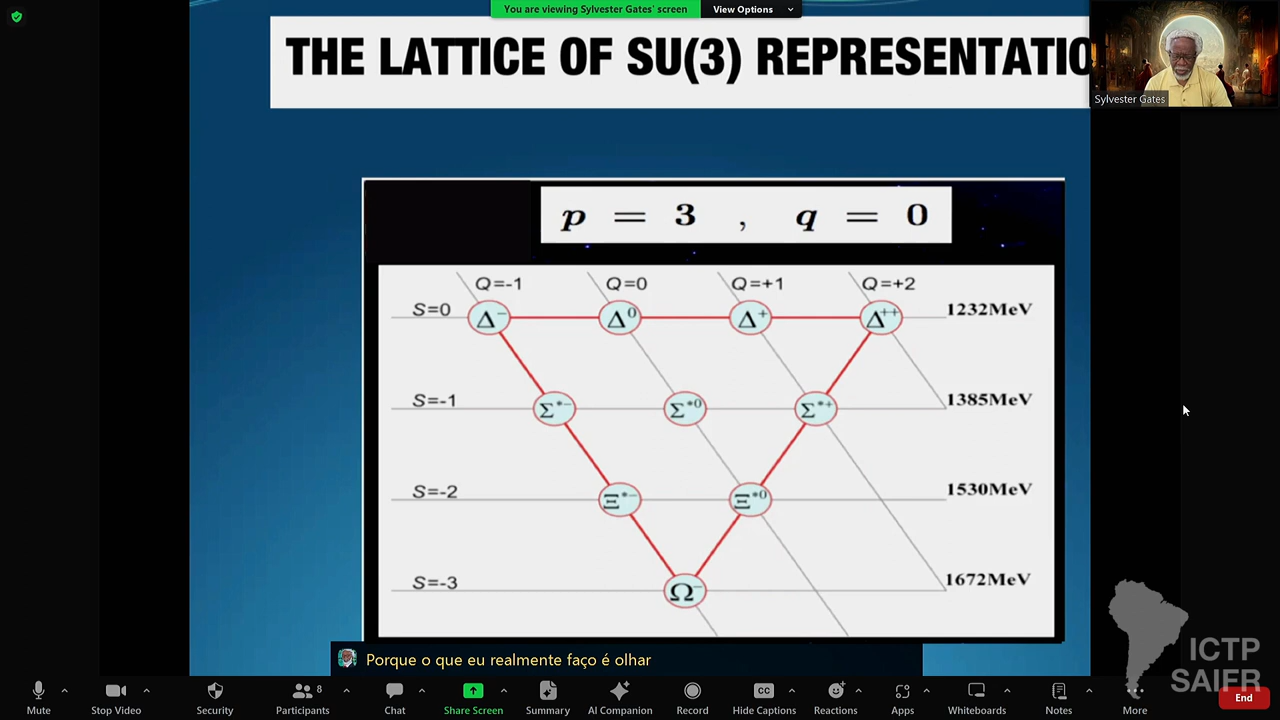 You are viewing Sylvester Gates' screen
View Options
THE LATTICE OF SU(3) REPRESENTATIO
Sylvester Gates
p = 3 , q = 0
Q=-1 Q=0 Q=+1 Q=+2
S=0 Δ⁻ Δ⁰ Δ⁺ Δ⁺⁺ 1232MeV
S=-1 Σ*⁻ Σ*⁰ Σ*⁺ 1385MeV
S=-2 Ξ*⁻ Ξ*⁰ 1530MeV
S=-3 Ω⁻ 1672MeV
Porque o que eu realmente faço é olhar
ICTP
SAIFR
8
CC
Mute Stop Video Security Participants Chat Share Screen Summary AI Companion Record Hide Captions Reactions Apps Whiteboards Notes More End